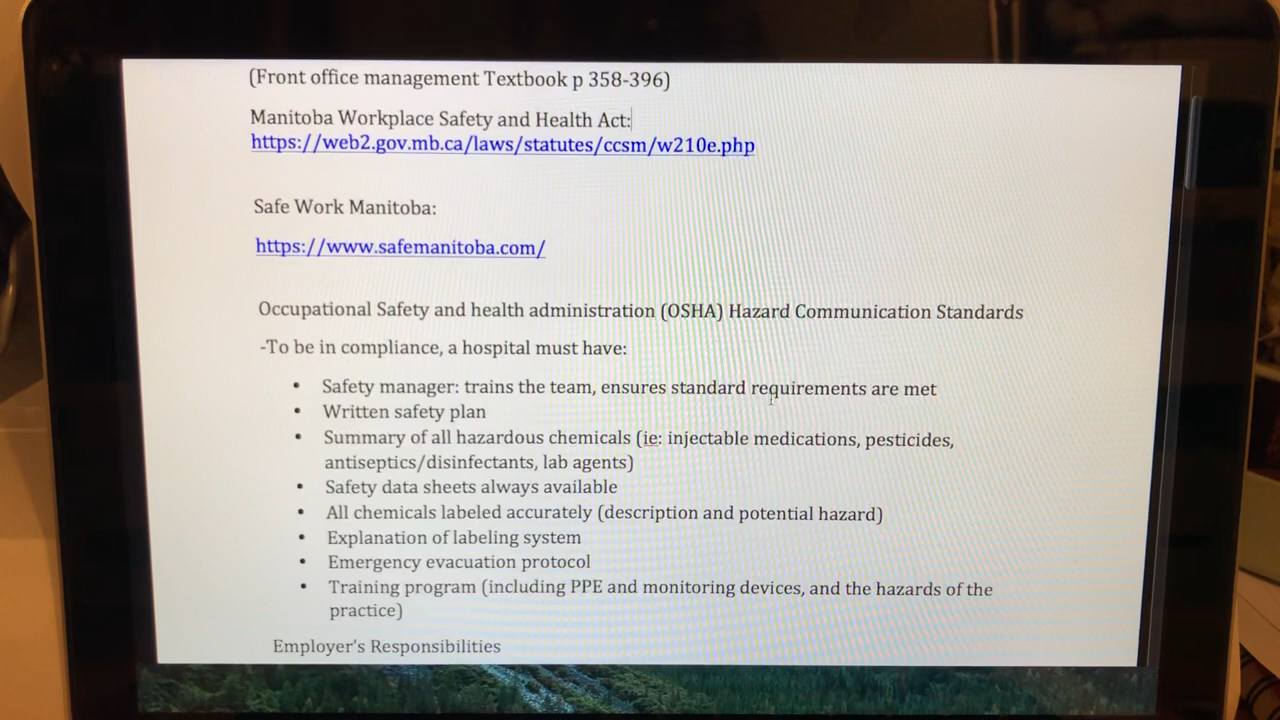 (Front office management Textbook p 358-396)
Manitoba Workplace Safety and Health Act:
https://web2.gov.mb.ca/laws/statutes/ccsm/w210e.php
Safe Work Manitoba:
https://www.safemanitoba.com/
Occupational Safety and health administration (OSHA) Hazard Communication Standards
-To be in compliance, a hospital must have:
• Safety manager: trains the team, ensures standard requirements are met
• Written safety plan
• Summary of all hazardous chemicals (ie: injectable medications, pesticides,
antiseptics/disinfectants, lab agents)
• Safety data sheets always available
• All chemicals labeled accurately (description and potential hazard)
• Explanation of labeling system
• Emergency evacuation protocol
• Training program (including PPE and monitoring devices, and the hazards of the
practice)
Employer's Responsibilities